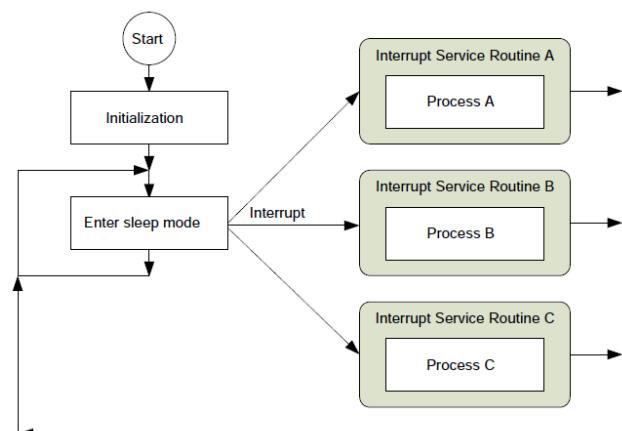 Start
Initialization
Enter sleep mode
Interrupt
Interrupt Service Routine A
Process A
Interrupt Service Routine B
Process B
Interrupt Service Routine C
Process C